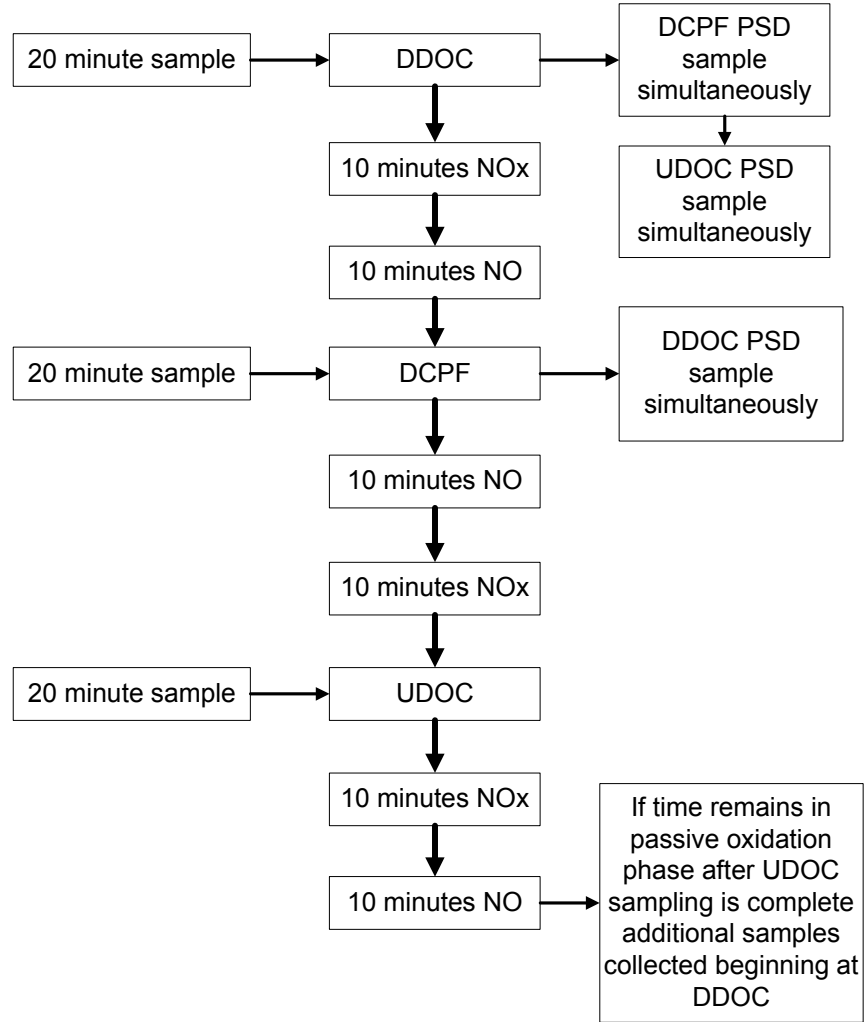 20 minute sample
DDOC
DCPF PSD
sample
simultaneously
10 minutes NOx
UDOC PSD
sample
simultaneously
10 minutes NO
20 minute sample
DCPF
DDOC PSD
sample
simultaneously
10 minutes NO
10 minutes NOx
20 minute sample
UDOC
10 minutes NOx
10 minutes NO
If time remains in
passive oxidation
phase after UDOC
sampling is complete
additional samples
collected beginning at
DDOC